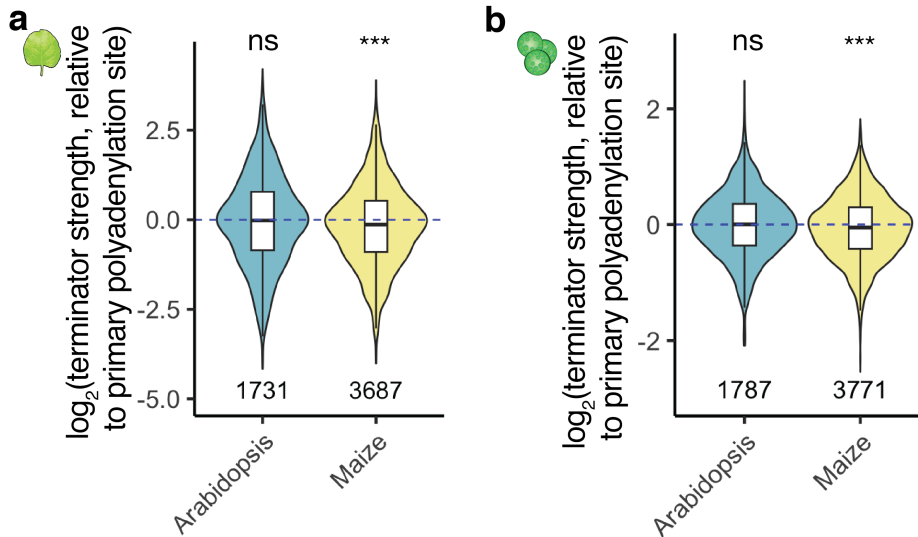 a
log2(terminator strength, relative
to primary polyadenylation site)
ns
***
2.5
0.0
-2.5
-5.0
1731
3687
Arabidopsis
Maize
b
log2(terminator strength, relative
to primary polyadenylation site)
ns
***
2
0
-2
1787
3771
Arabidopsis
Maize